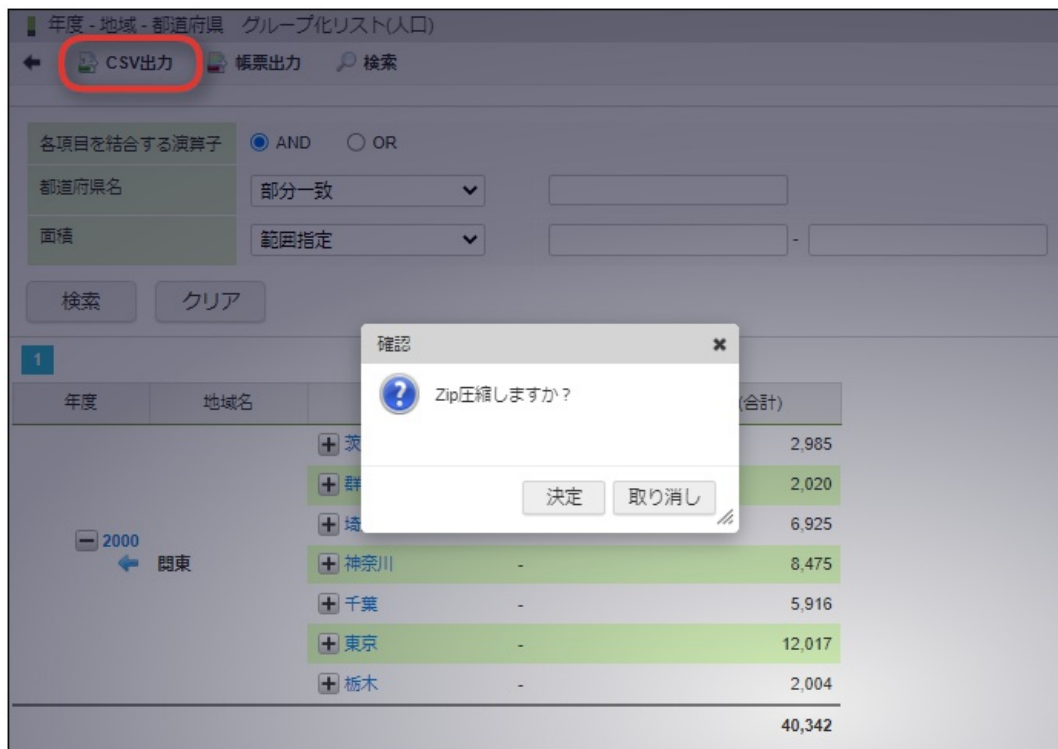 年度 - 地域 - 都道府県 グループ化リスト(人口)
CSV出力 帳票出力 検索
各項目を結合する演算子 AND OR
都道府県名 部分一致
面積 範囲指定 -
検索 クリア
確認
Zip圧縮しますか？
決定 取り消し
1
年度 地域名 (合計)
茨 2,985
群 2,020
埼 6,925
2000
関東
神奈川 - 8,475
千葉 - 5,916
東京 - 12,017
栃木 - 2,004
40,342